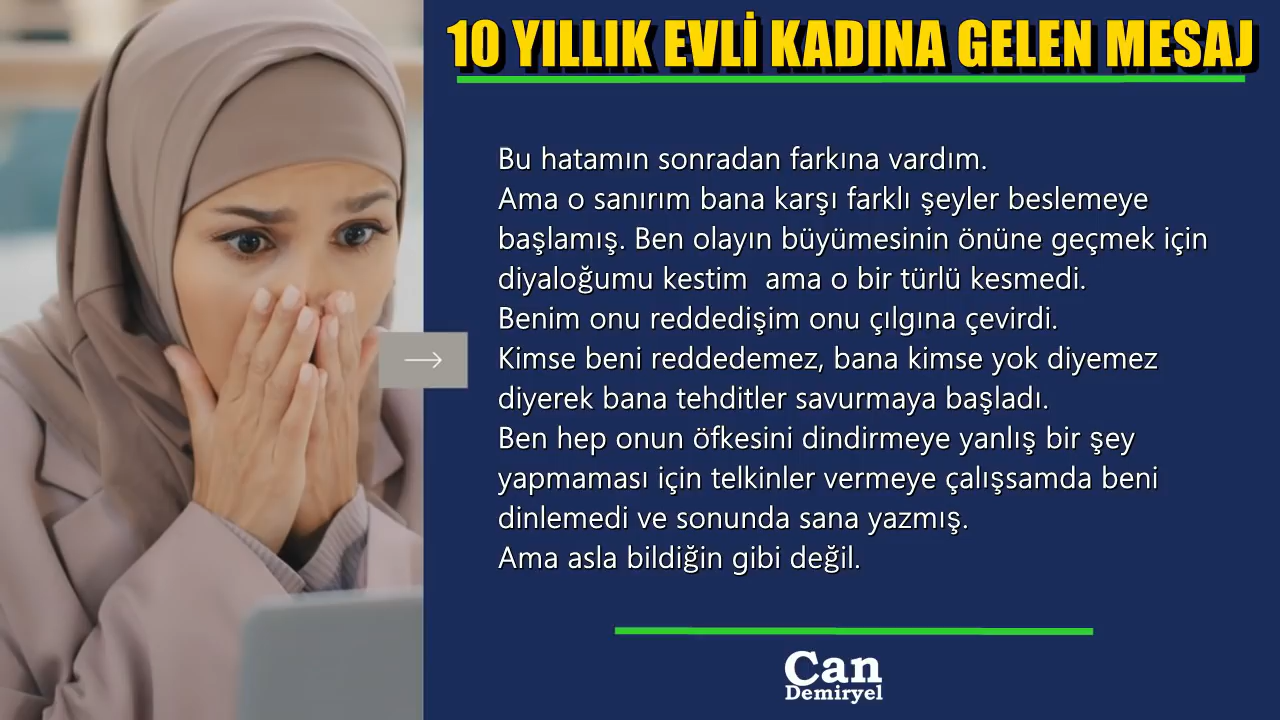 10 YILLIK EVLİ KADINA GELEN MESAJ
Bu hatamın sonradan farkına vardım.
Ama o sanırım bana karşı farklı şeyler beslemeye
başlamış. Ben olayın büyümesinin önüne geçmek için
diyaloğumu kestim  ama o bir türlü kesmedi.
Benim onu reddedişim onu çılgına çevirdi.
Kimse beni reddedemez, bana kimse yok diyemez
diyerek bana tehditler savurmaya başladı.
Ben hep onun öfkesini dindirmeye yanlış bir şey
yapmaması için telkinler vermeye çalışsamda beni
dinlemedi ve sonunda sana yazmış.
Ama asla bildiğin gibi değil.
Can
Demiryel